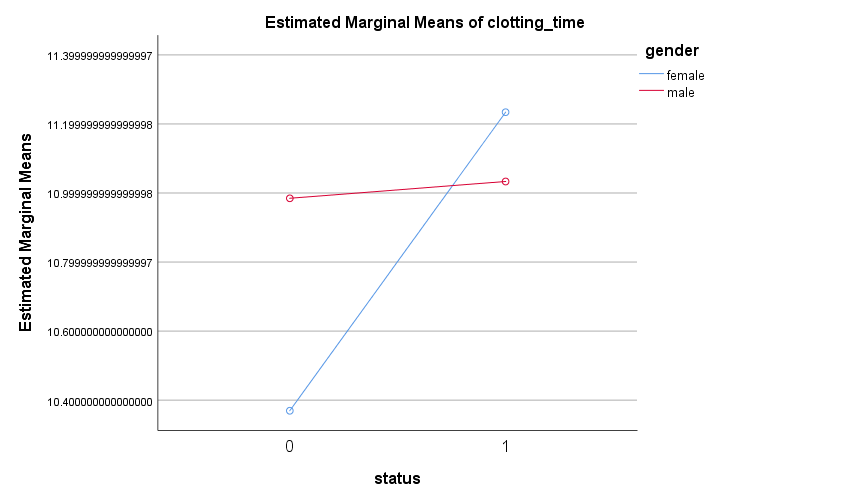 Estimated Marginal Means of clotting_time
Estimated Marginal Means
11.399999999999997
11.199999999999998
10.999999999999998
10.799999999999997
10.600000000000000
10.400000000000000
0
1
status
gender
female
male